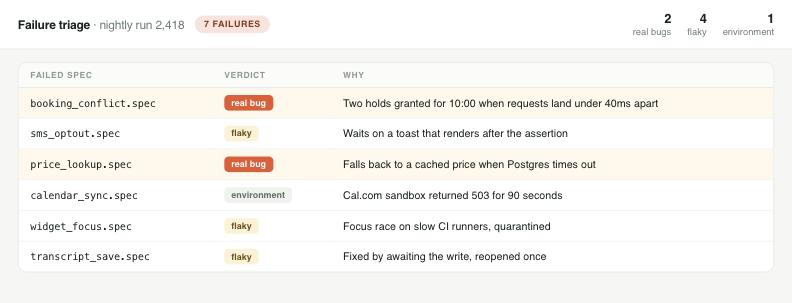 Failure triage · nightly run 2,418 7 FAILURES
2 4 1
real bugs flaky environment
FAILED SPEC VERDICT WHY
booking_conflict.spec real bug Two holds granted for 10:00 when requests land under 40ms apart
sms_optout.spec flaky Waits on a toast that renders after the assertion
price_lookup.spec real bug Falls back to a cached price when Postgres times out
calendar_sync.spec environment Cal.com sandbox returned 503 for 90 seconds
widget_focus.spec flaky Focus race on slow CI runners, quarantined
transcript_save.spec flaky Fixed by awaiting the write, reopened once